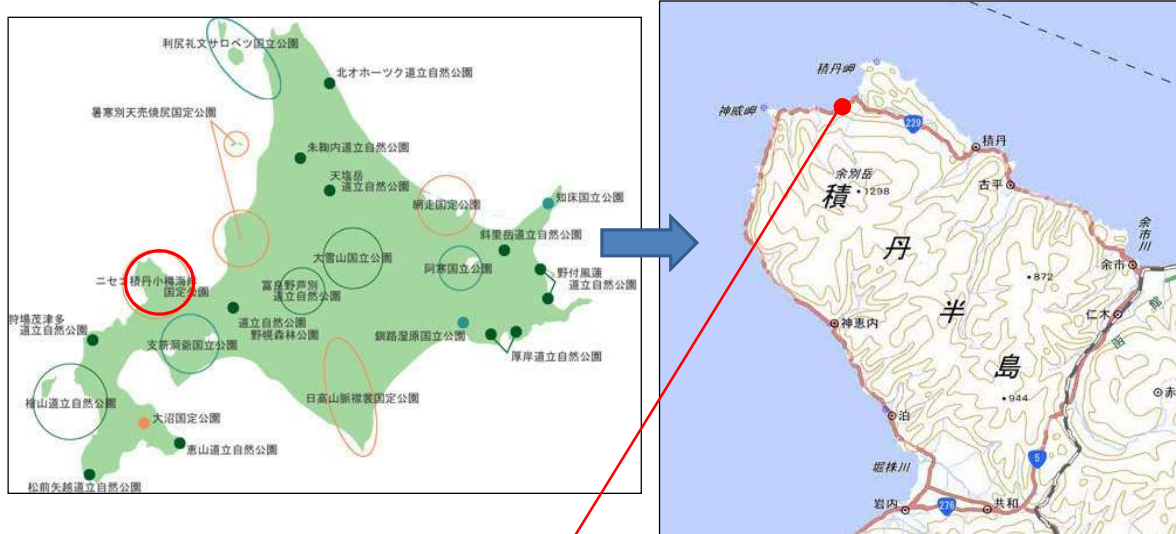 利尻礼文サロベツ国立公園
北オホーツク道立自然公園
暑寒別天売焼尻国定公園
朱鞠内道立自然公園
天塩岳
道立自然公園
網走国定公園
知床国立公園
斜里岳道立自然公園
大雪山国立公園
阿寒国立公園
野付風蓮
道立自然公園
ニセコ積丹小樽海岸
国定公園
富良野芦別
道立自然公園
狩場茂津多
道立自然公園
道立自然公園
野幌森林公園
釧路湿原国立公園
支笏洞爺国立公園
厚岸道立自然公園
檜山道立自然公園
日高山脈襟裳国定公園
大沼国定公園
恵山道立自然公園
松前矢越道立自然公園
積丹岬
神威岬
229
積丹
余別岳
・1298
古平
積丹半島
余市川
余市
・872
仁木
神恵内
函
館
赤
・944
泊
堀株川
5
岩内
276
共和